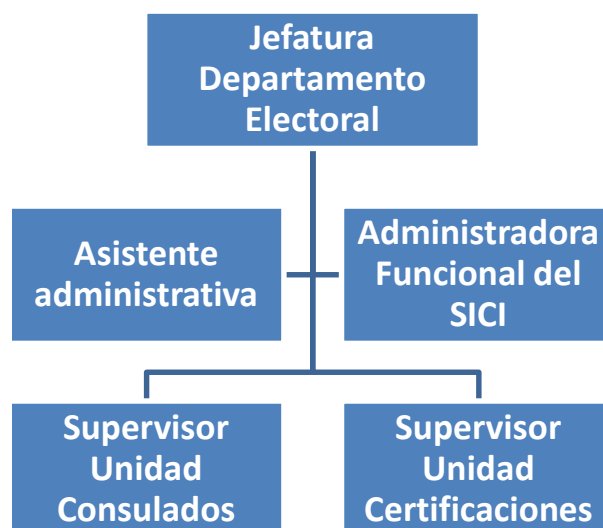 Jefatura
Departamento
Electoral
Asistente
administrativa
Administradora
Funcional del
SICI
Supervisor
Unidad
Consulados
Supervisor
Unidad
Certificaciones